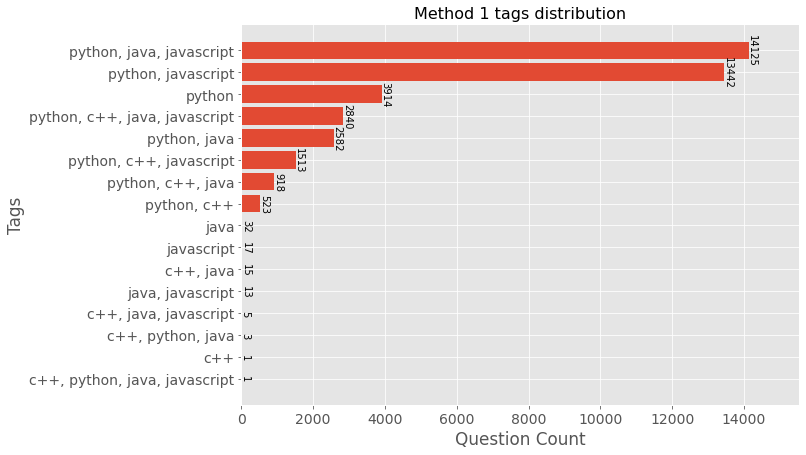 Method 1 tags distribution
Tags
python, java, javascript 14125
python, javascript 13442
python 3914
python, c++, java, javascript 2840
python, java 2582
python, c++, javascript 1513
python, c++, java 918
python, c++ 523
java 32
javascript 17
c++, java 15
java, javascript 13
c++, java, javascript 5
c++, python, java 3
c++ 1
c++, python, java, javascript 1
0 2000 4000 6000 8000 10000 12000 14000
Question Count